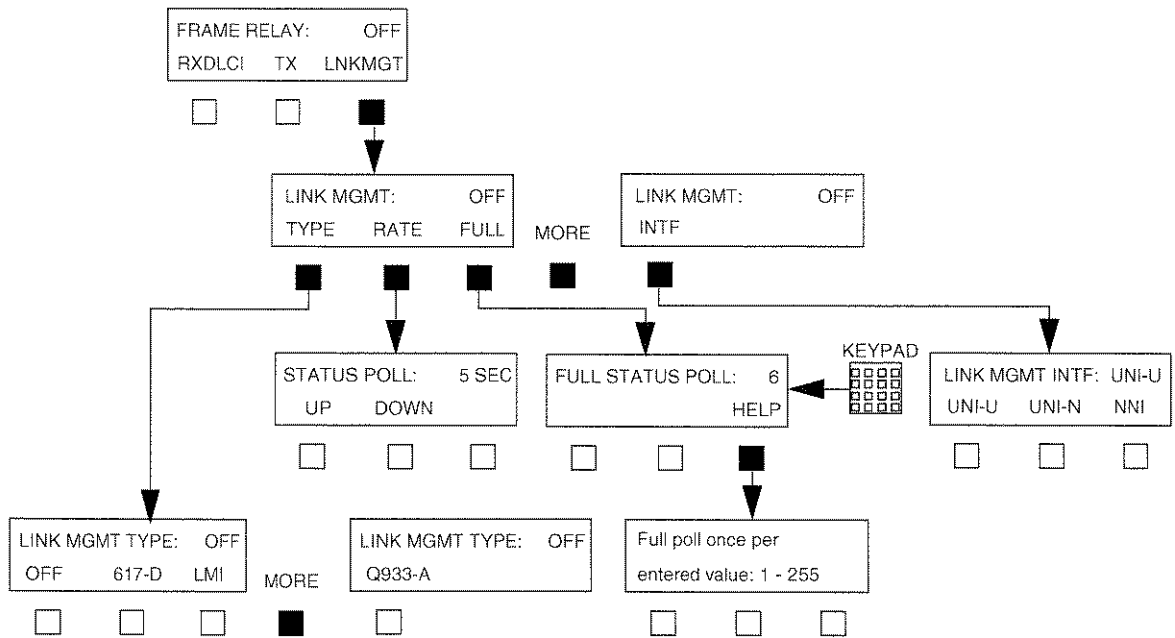 FRAME RELAY: OFF
RXDLCI TX LNKMGT
LINK MGMT: OFF
TYPE RATE FULL
MORE
LINK MGMT: OFF
INTF
STATUS POLL: 5 SEC
UP DOWN
FULL STATUS POLL: 6
HELP
KEYPAD
LINK MGMT INTF: UNI-U
UNI-U UNI-N NNI
LINK MGMT TYPE: OFF
OFF 617-D LMI
MORE
LINK MGMT TYPE: OFF
Q933-A
Full poll once per
entered value: 1 - 255